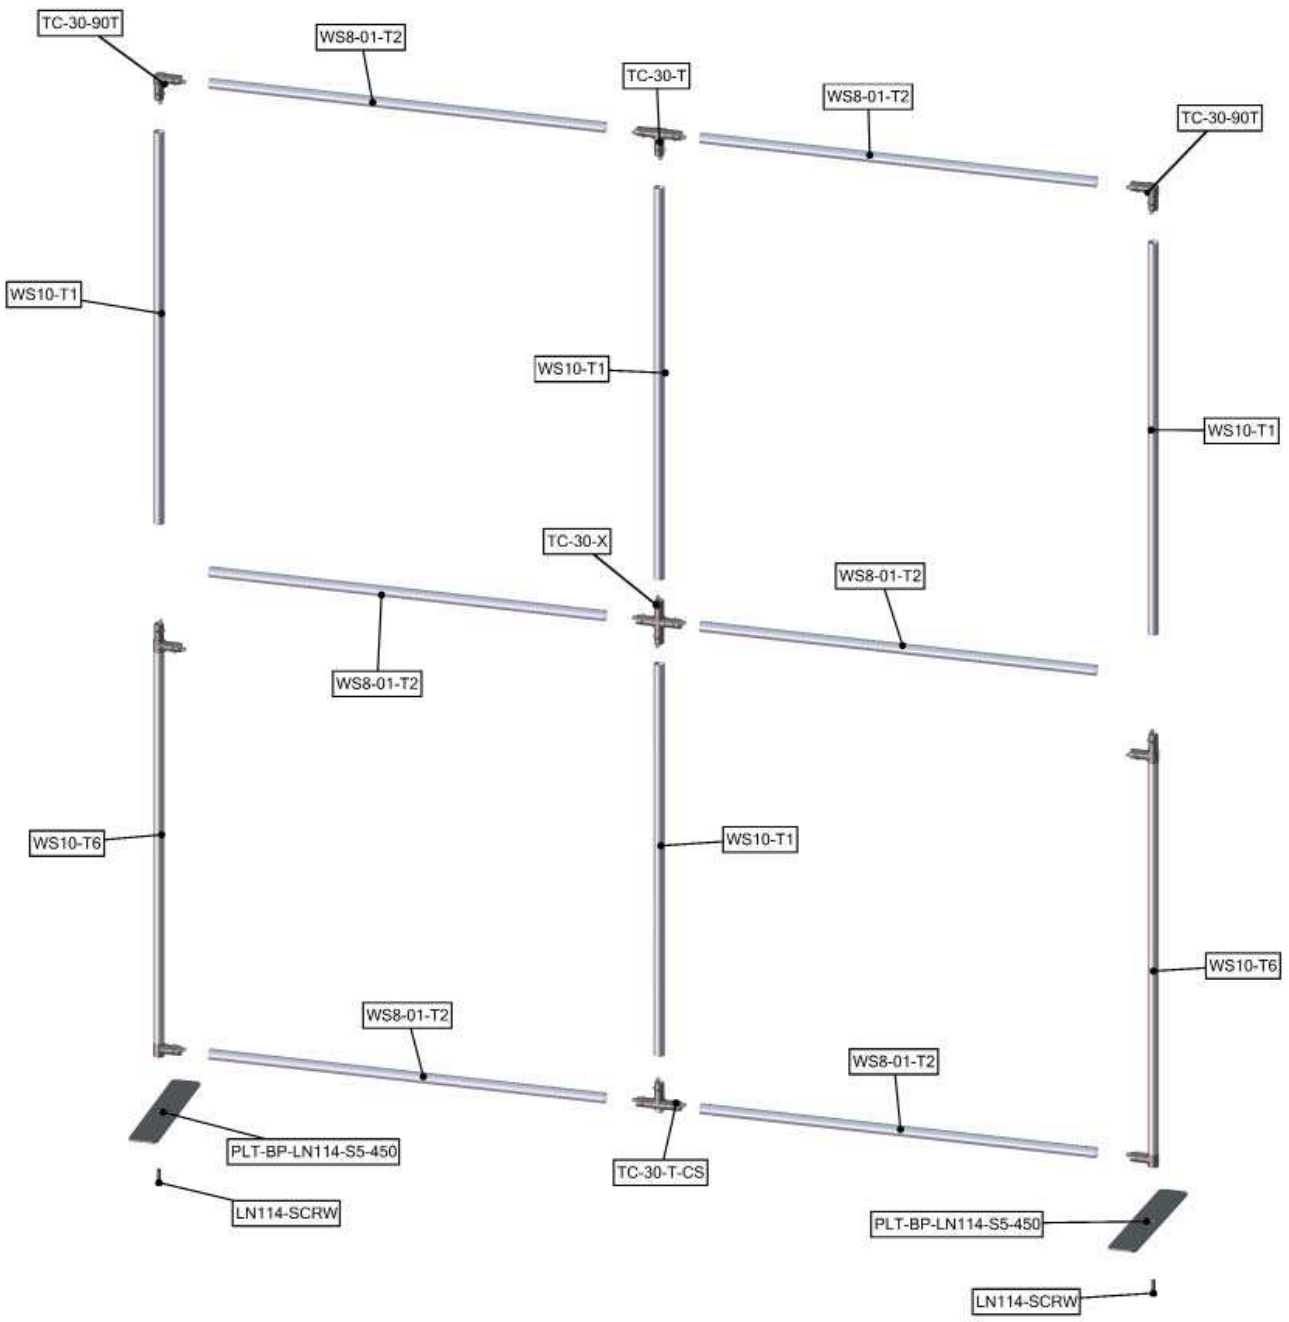 TC-30-90T
WS8-01-T2
TC-30-T
WS8-01-T2
TC-30-90T
WS10-T1
WS10-T1
WS10-T1
TC-30-X
WS8-01-T2
WS8-01-T2
WS10-T6
WS10-T1
WS10-T6
WS8-01-T2
WS8-01-T2
PLT-BP-LN114-S5-450
TC-30-T-CS
LN114-SCRW
PLT-BP-LN114-S5-450
LN114-SCRW